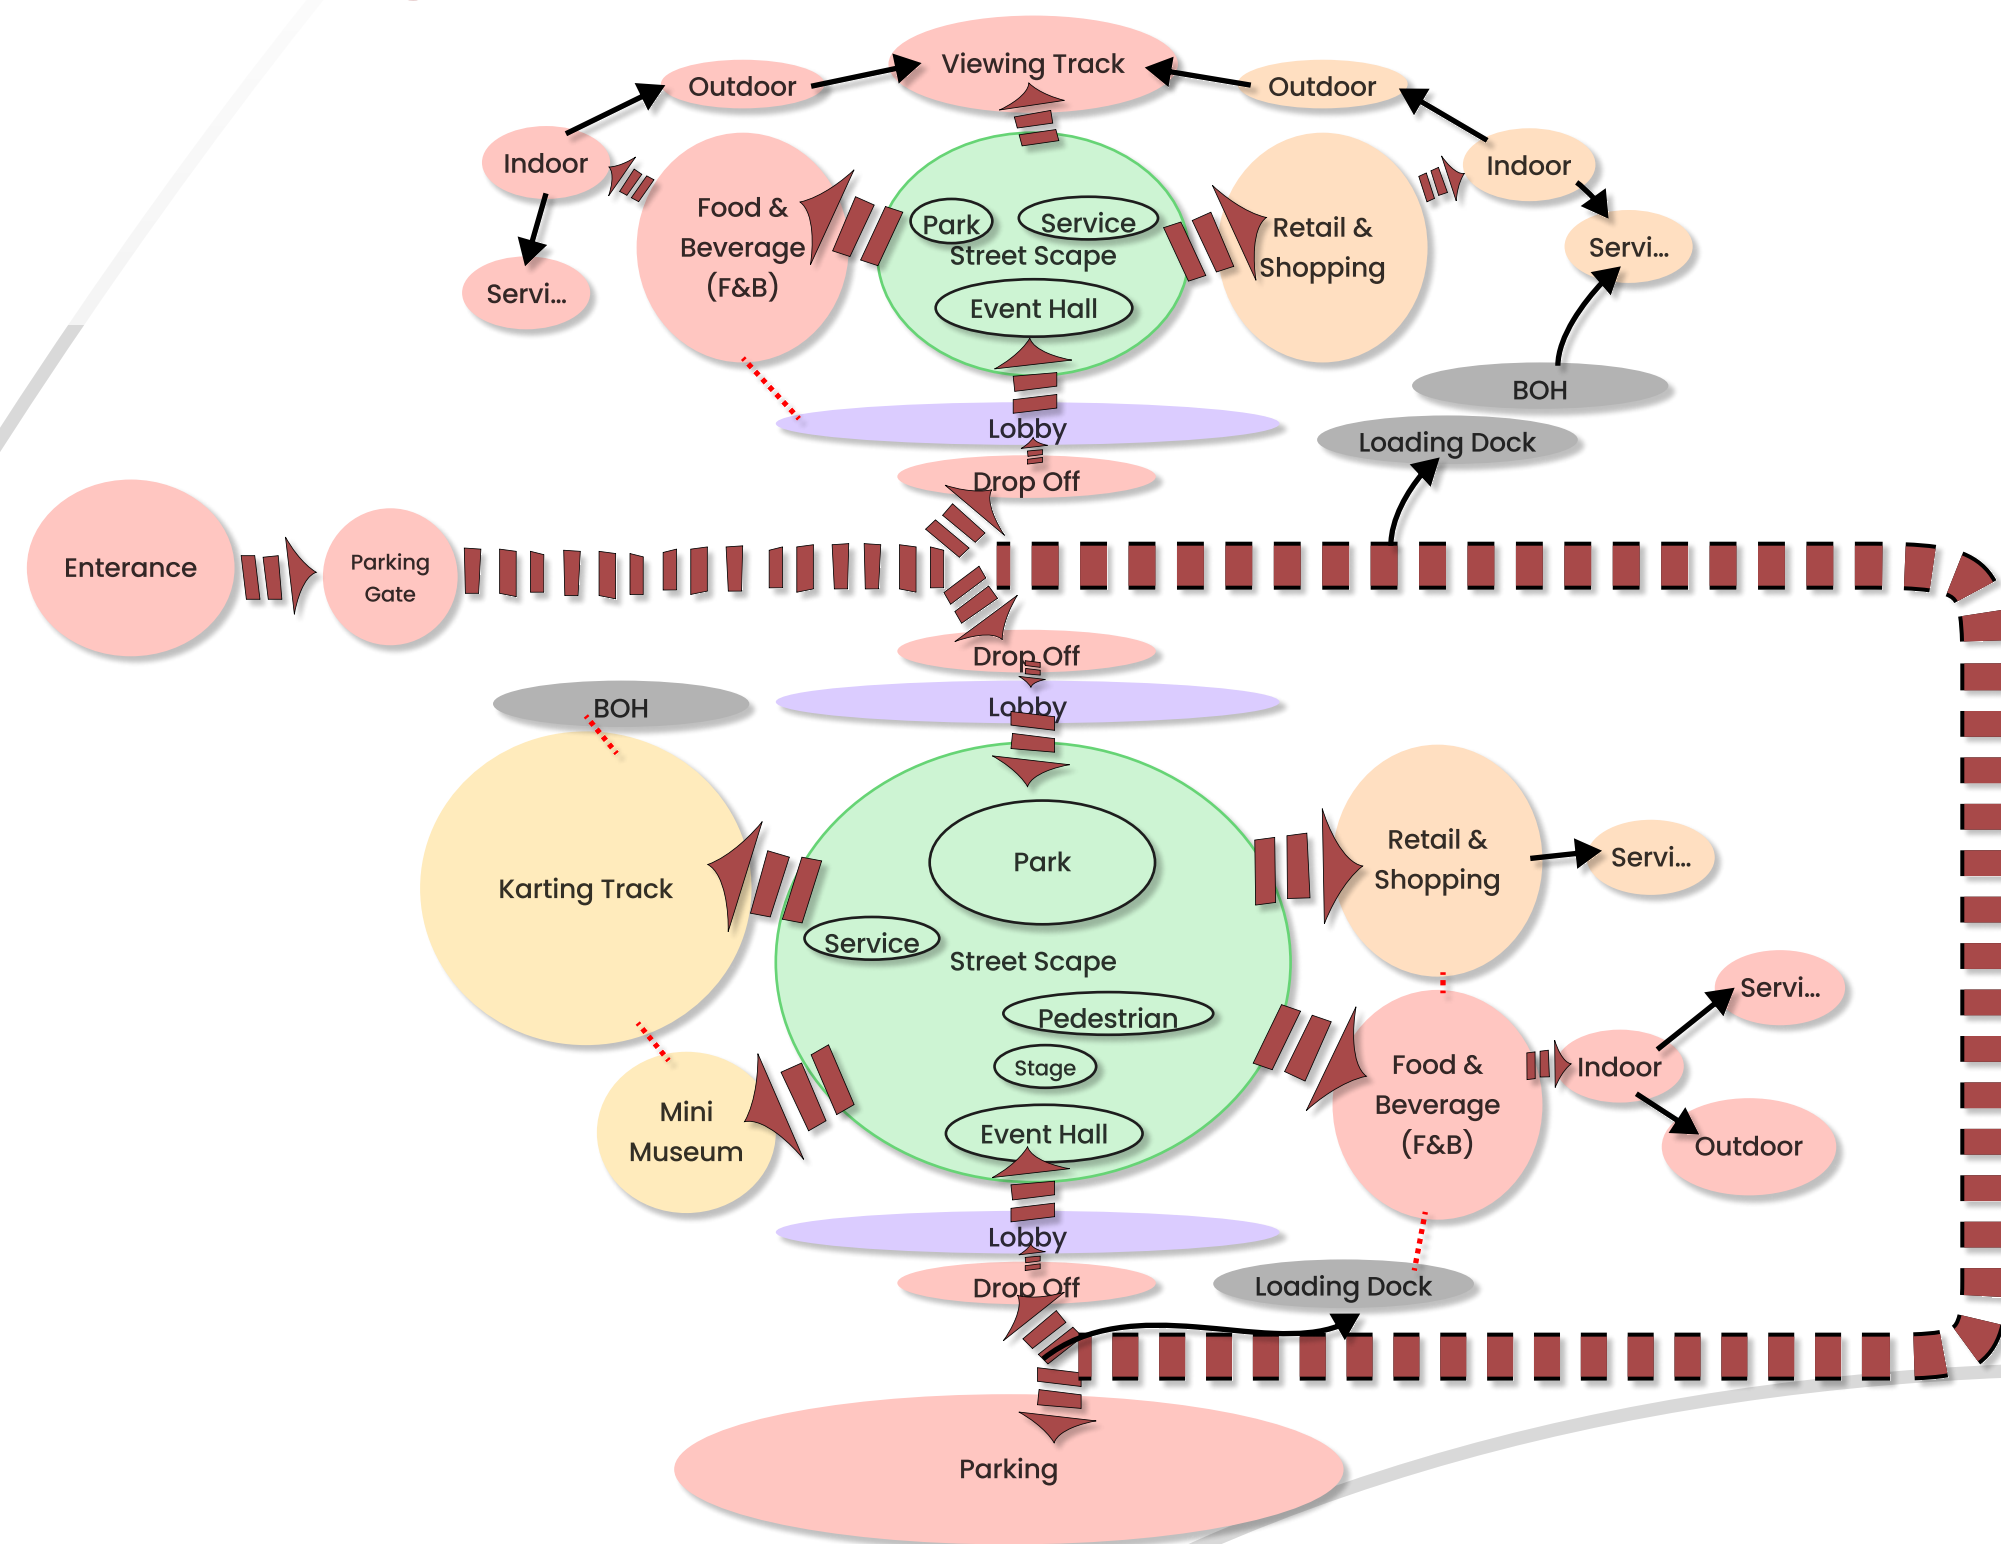 Viewing Track
Outdoor
Outdoor
Indoor
Indoor
Food &
Beverage
(F&B)
Park
Service
Street Scape
Event Hall
Retail &
Shopping
Servi...
Servi...
BOH
Lobby
Loading Dock
Drop Off
Enterance
Parking
Gate
Drop Off
BOH
Lobby
Karting Track
Park
Retail &
Shopping
Servi...
Service
Street Scape
Servi...
Pedestrian
Stage
Food &
Beverage
(F&B)
Indoor
Mini
Museum
Event Hall
Outdoor
Lobby
Drop Off
Loading Dock
Parking